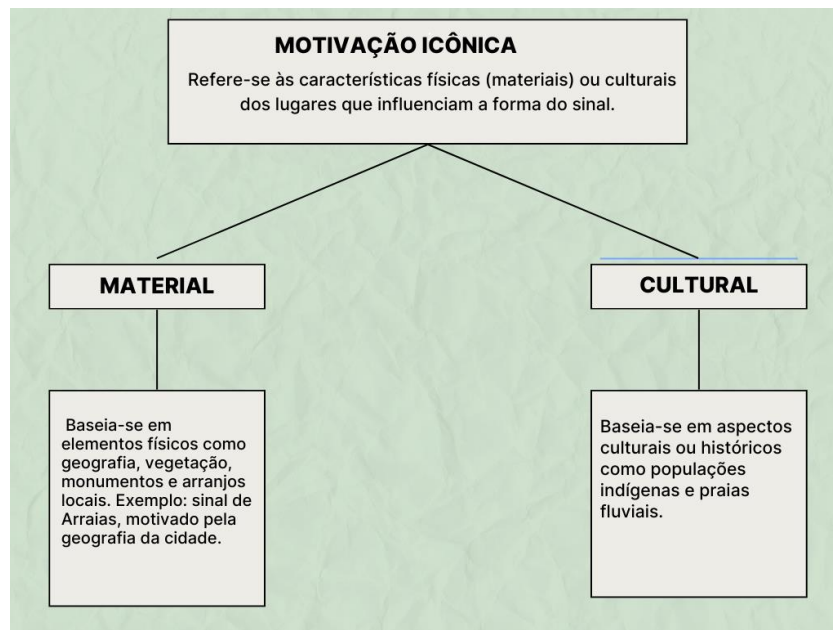 MOTIVAÇÃO ICÔNICA
Refere-se às características físicas (materiais) ou culturais
dos lugares que influenciam a forma do sinal.
MATERIAL
CULTURAL
Baseia-se em
elementos físicos como
geografia, vegetação,
monumentos e arranjos
locais. Exemplo: sinal de
Arraias, motivado pela
geografia da cidade.
Baseia-se em aspectos
culturais ou históricos
como populações
indígenas e praias
fluviais.